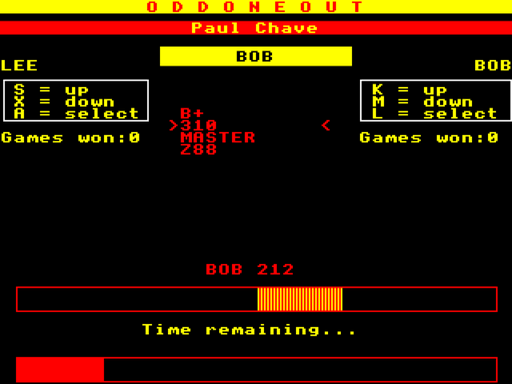 O D D O N E O U T
Paul Chave
BOB
LEE
BOB
S = up
X = down
A = select
K = up
M = down
L = select
Games won:0
Games won:0
B+
>310 <
MASTER
Z88
BOB 212
Time remaining...